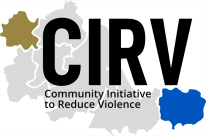 CIRV
Community Initiative
to Reduce Violence